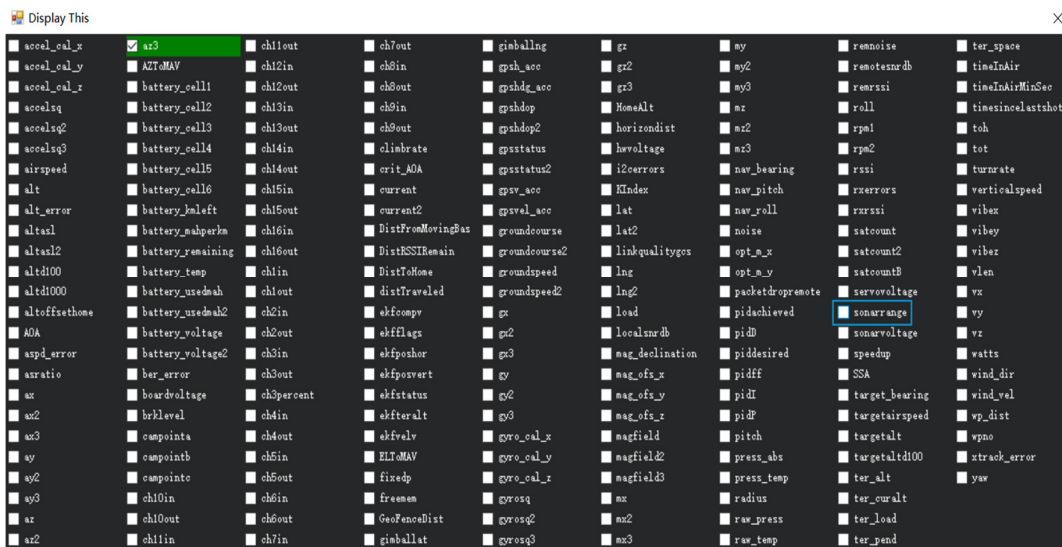 Display This
accel_cal_x
accel_cal_y
accel_cal_z
accelsq
accelsq2
accelsq3
airspeed
alt
alt_error
altasl
altasl2
altd100
altd1000
altoffsethome
AOA
aspd_error
asratio
ax
ax2
ax3
ay
ay2
ay3
az
az2
az3
AZToMAV
battery_cell1
battery_cell2
battery_cell3
battery_cell4
battery_cell5
battery_cell6
battery_kmleft
battery_mahperkm
battery_remaining
battery_temp
battery_usedmah
battery_usedmah2
battery_voltage
battery_voltage2
ber_error
boardvoltage
brklevel
campointa
campointb
campointc
ch10in
ch10out
ch11in
ch11out
ch12in
ch12out
ch13in
ch13out
ch14in
ch14out
ch15in
ch15out
ch16in
ch16out
ch1in
ch1out
ch2in
ch2out
ch3in
ch3out
ch3percent
ch4in
ch4out
ch5in
ch5out
ch6in
ch6out
ch7in
ch7out
ch8in
ch8out
ch9in
ch9out
climbrate
crit_AOA
current
current2
DistFromMovingBas
DistRSSIRemain
DistToHome
distTraveled
ekfcompv
ekfflags
ekfposhor
ekfposvert
ekfstatus
ekfteralt
ekfvelv
ELToMAV
fixedp
freemem
GeoFenceDist
gimballat
gimballng
gpsh_acc
gpshdg_acc
gpshdop
gpshdop2
gpsstatus
gpsstatus2
gpsv_acc
gpsvel_acc
groundcourse
groundcourse2
groundspeed
groundspeed2
gx
gx2
gx3
gy
gy2
gy3
gyro_cal_x
gyro_cal_y
gyro_cal_z
gyrosq
gyrosq2
gyrosq3
gz
gz2
gz3
HomeAlt
horizondist
hwvoltage
i2cerrors
KIndex
lat
lat2
linkqualitygcs
lng
lng2
load
localsnrdb
mag_declination
mag_ofs_x
mag_ofs_y
mag_ofs_z
magfield
magfield2
magfield3
mx
mx2
mx3
my
my2
my3
mz
mz2
mz3
nav_bearing
nav_pitch
nav_roll
noise
opt_m_x
opt_m_y
packetdropremote
pidachieved
pidD
piddesired
pidff
pidI
pidP
pitch
press_abs
press_temp
radius
raw_press
raw_temp
remnoise
remotesnrdb
remrssi
roll
rpm1
rpm2
rssi
rxerrors
rxrssi
satcount
satcount2
satcountB
servovoltage
sonarrange
sonarvoltage
speedup
SSA
target_bearing
targetairspeed
targetalt
targetaltd100
ter_alt
ter_curalt
ter_load
ter_pend
ter_space
timeInAir
timeInAirMinSec
timesincelastshot
toh
tot
turnrate
verticalspeed
vibex
vibey
vibez
vlen
vx
vy
vz
watts
wind_dir
wind_vel
wp_dist
wpno
xtrack_error
yaw